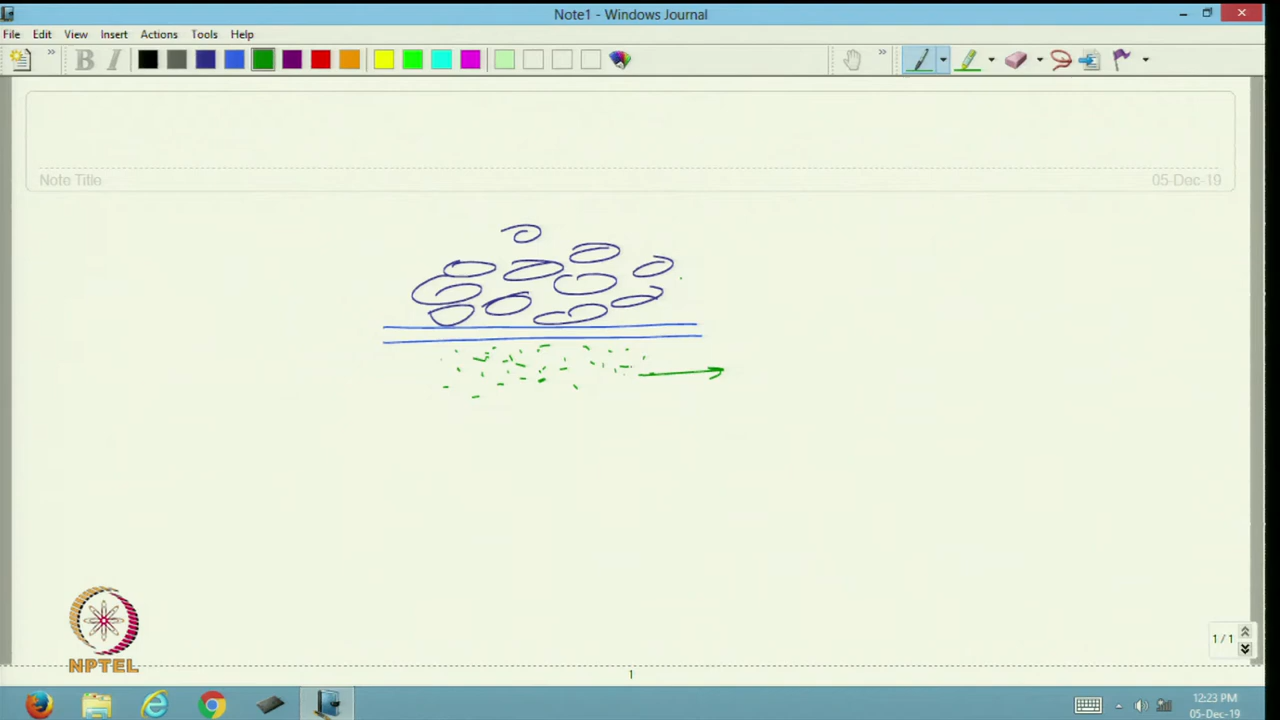 Note1 - Windows Journal
File Edit View Insert Actions Tools Help
B I
Note Title
05-Dec-19
NPTEL
1 / 1
1
12:23 PM
05-Dec-19